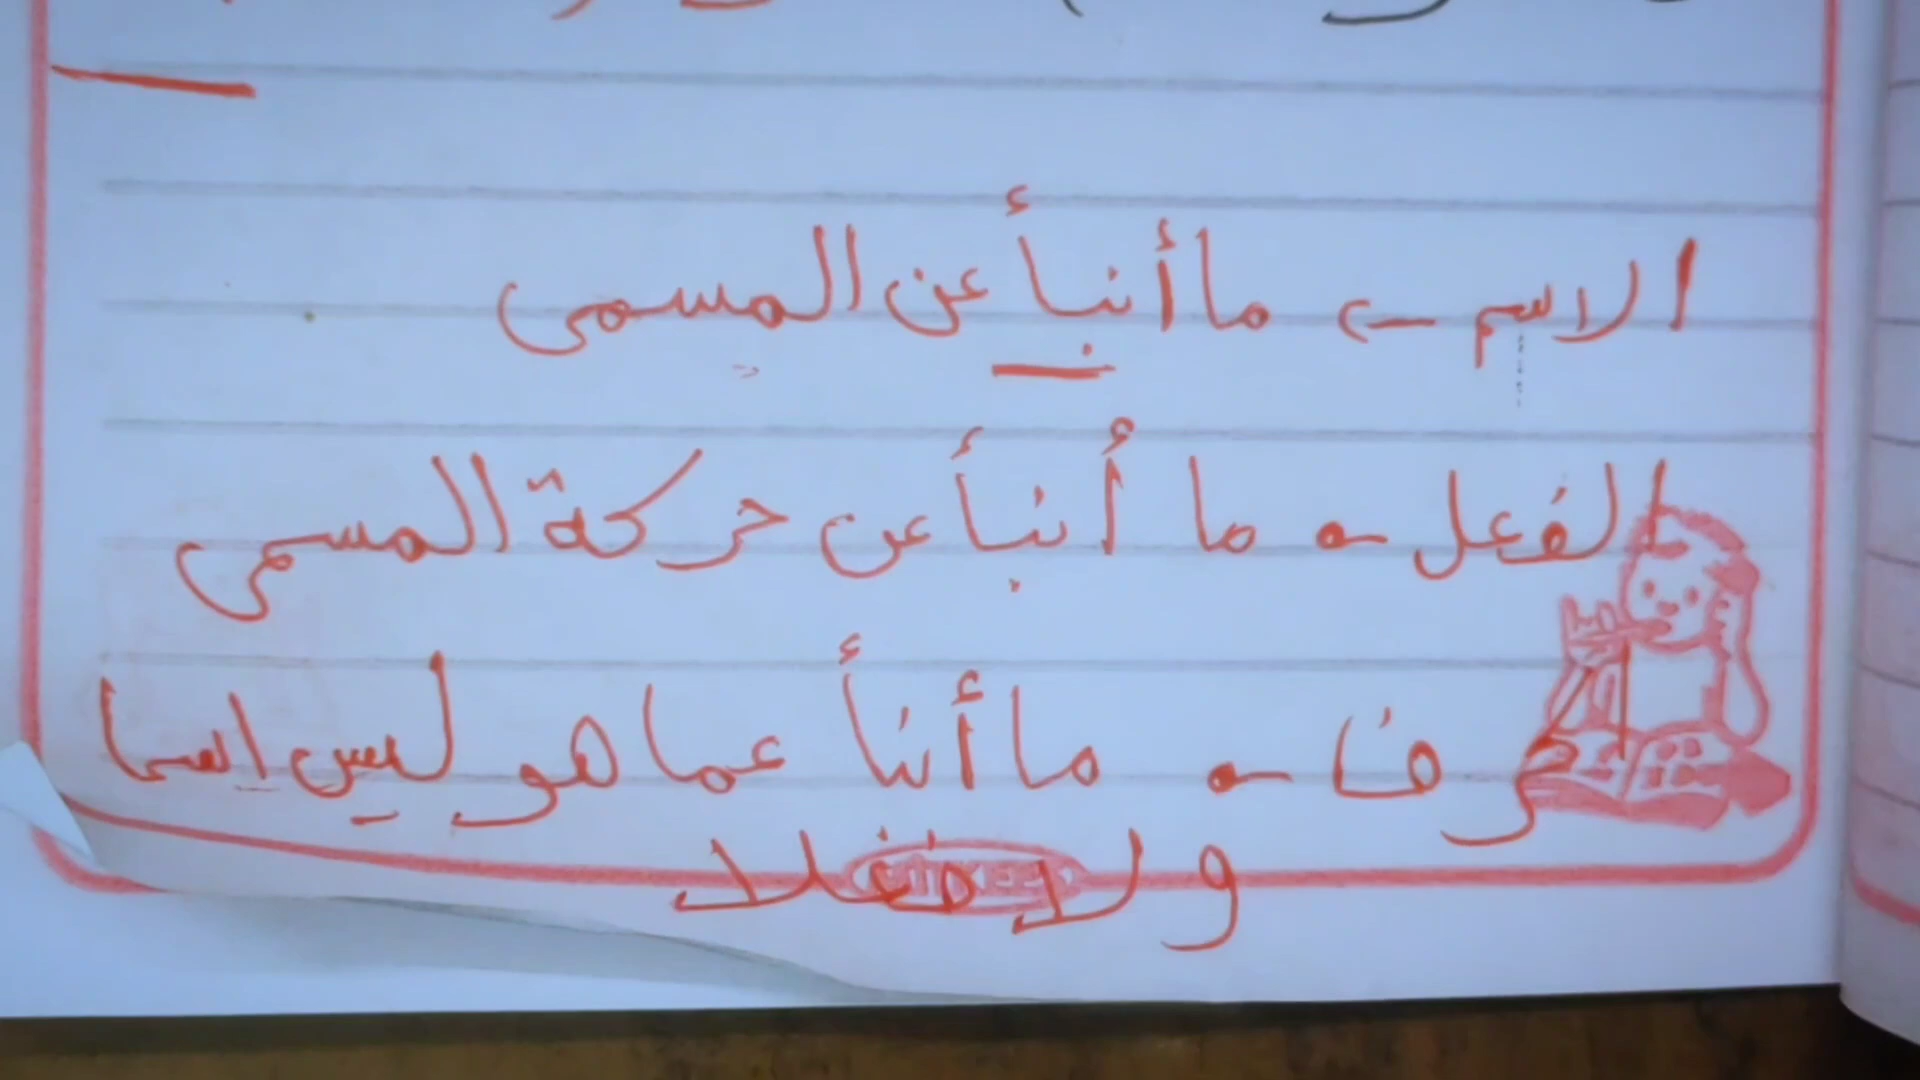 الاسم ← ما أنبأ عن المسمى
الفعل ← ما أنبأ عن حركة المسمى
حرف ← ما أنبأ عما هو ليس اسما
ولا فعلا